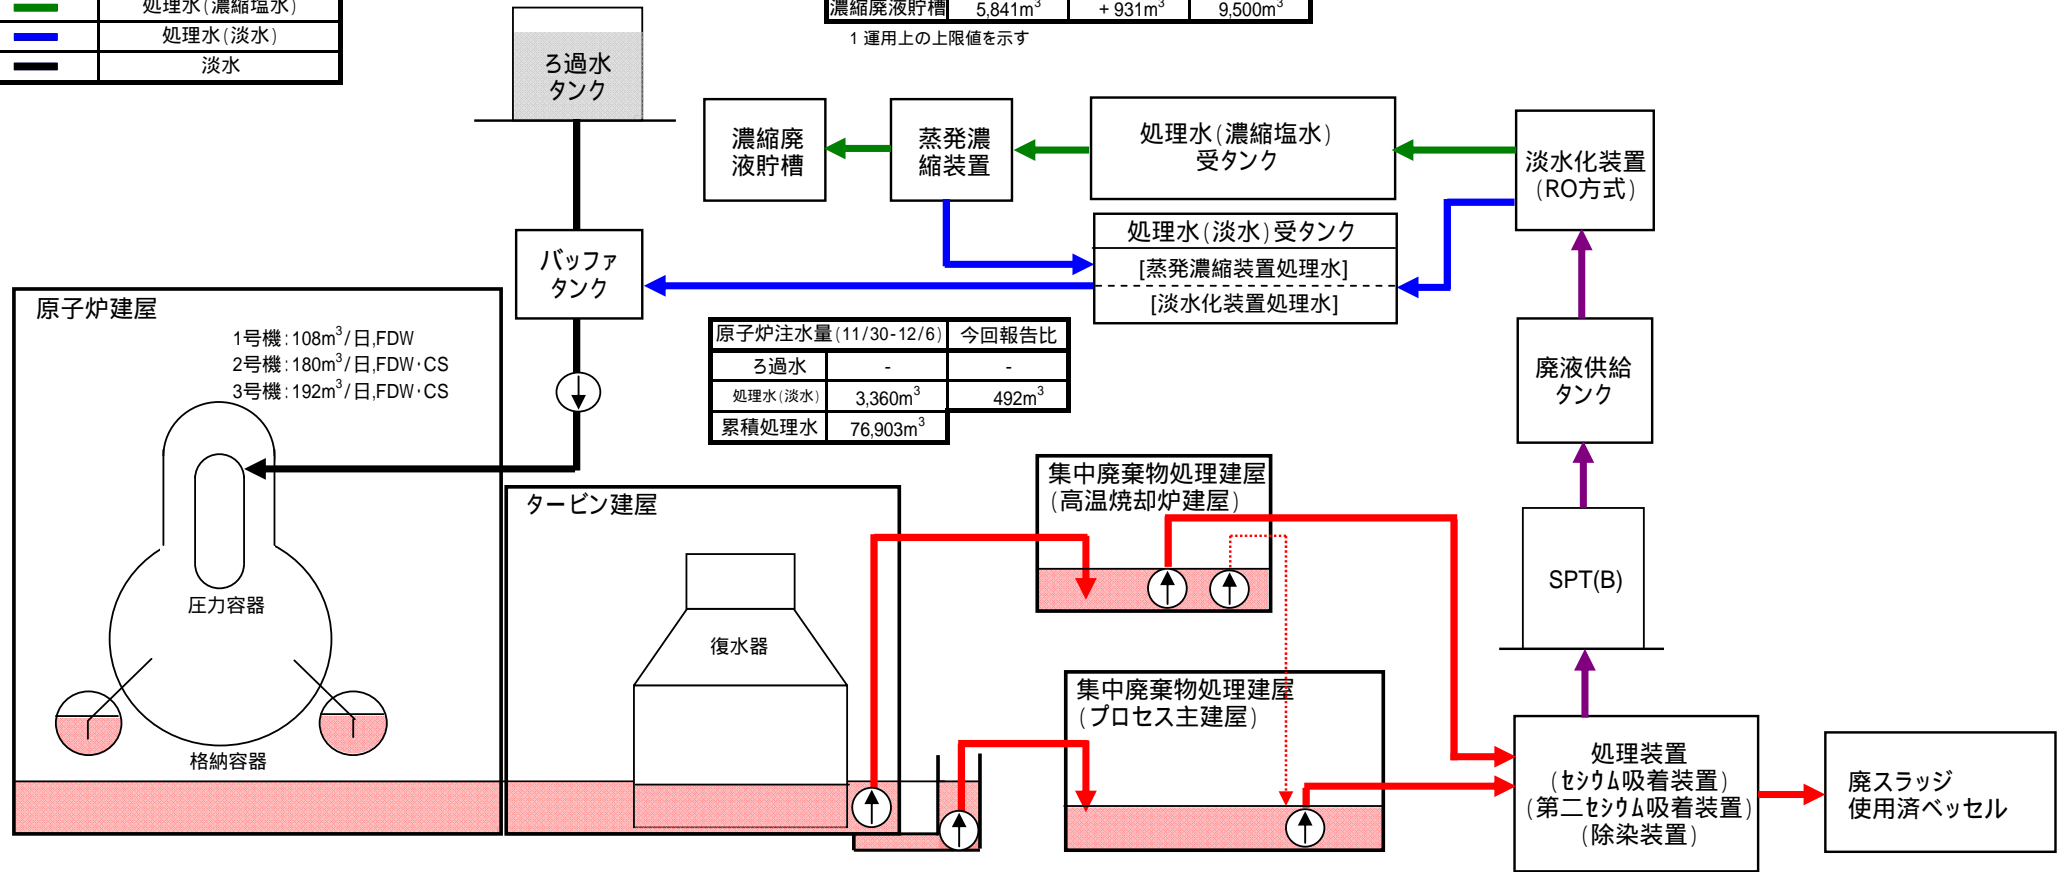 処理水(濃縮塩水)
処理水(淡水)
淡水
濃縮廃液貯槽 5,841m³ + 931m³ 9,500m³
1 運用上の上限値を示す
ろ過水
タンク
濃縮廃
液貯槽
蒸発濃
縮装置
処理水(濃縮塩水)
受タンク
淡水化装置
(RO方式)
処理水(淡水)受タンク
[蒸発濃縮装置処理水]
[淡水化装置処理水]
バッファ
タンク
原子炉建屋
1号機:108m³/日,FDW
2号機:180m³/日,FDW・CS
3号機:192m³/日,FDW・CS
原子炉注水量(11/30-12/6) 今回報告比
ろ過水 - -
処理水(淡水) 3,360m³ 492m³
累積処理水 76,903m³
廃液供給
タンク
集中廃棄物処理建屋
(高温焼却炉建屋)
タービン建屋
SPT(B)
圧力容器
復水器
集中廃棄物処理建屋
(プロセス主建屋)
格納容器
処理装置
(セシウム吸着装置)
(第二セシウム吸着装置)
(除染装置)
廃スラッジ
使用済ベッセル